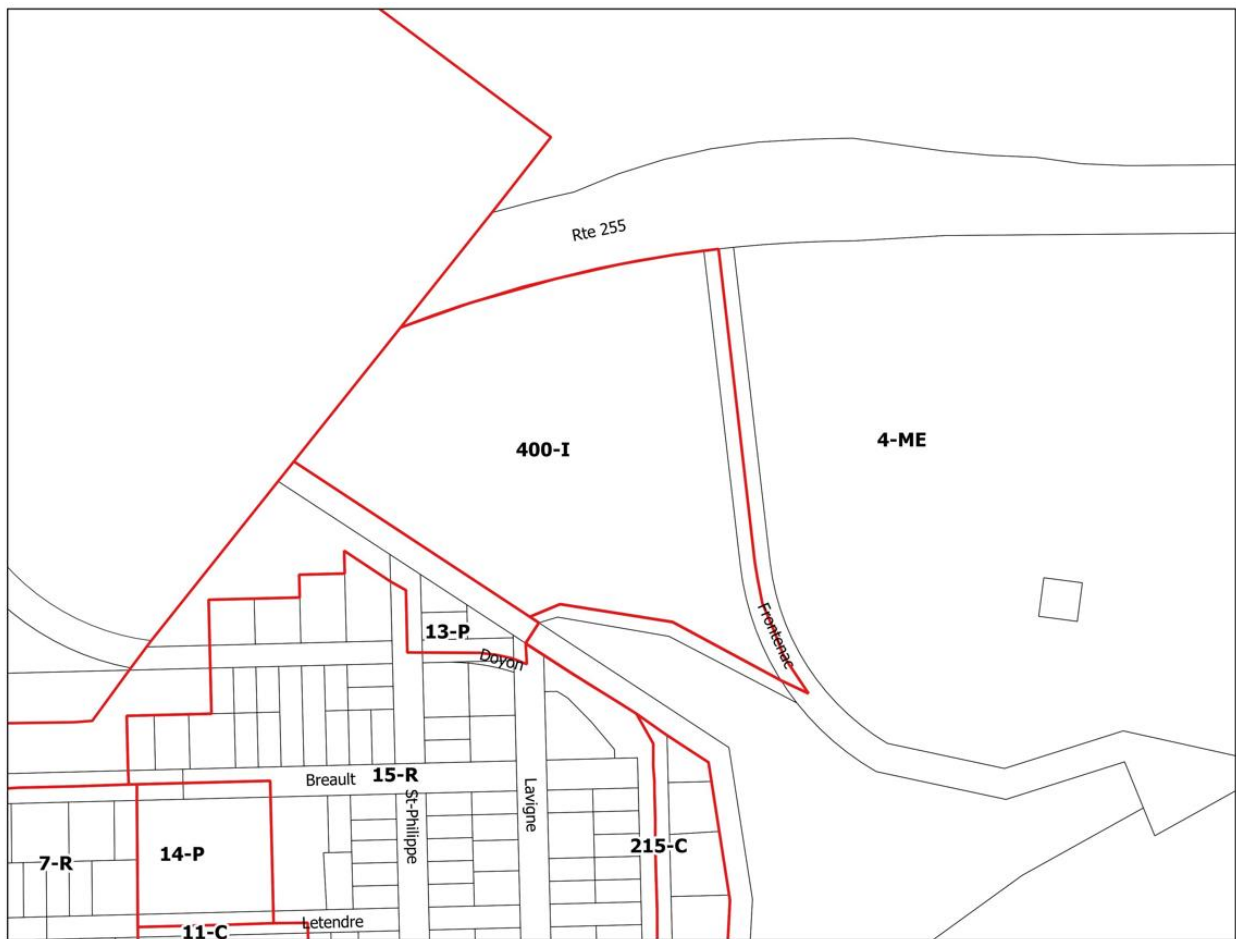 Rte 255
400-I
4-ME
Frontenac
13-P
Doyon
Breault
15-R
St-Philippe
Lavigne
215-C
7-R
14-P
Letendre
11-C